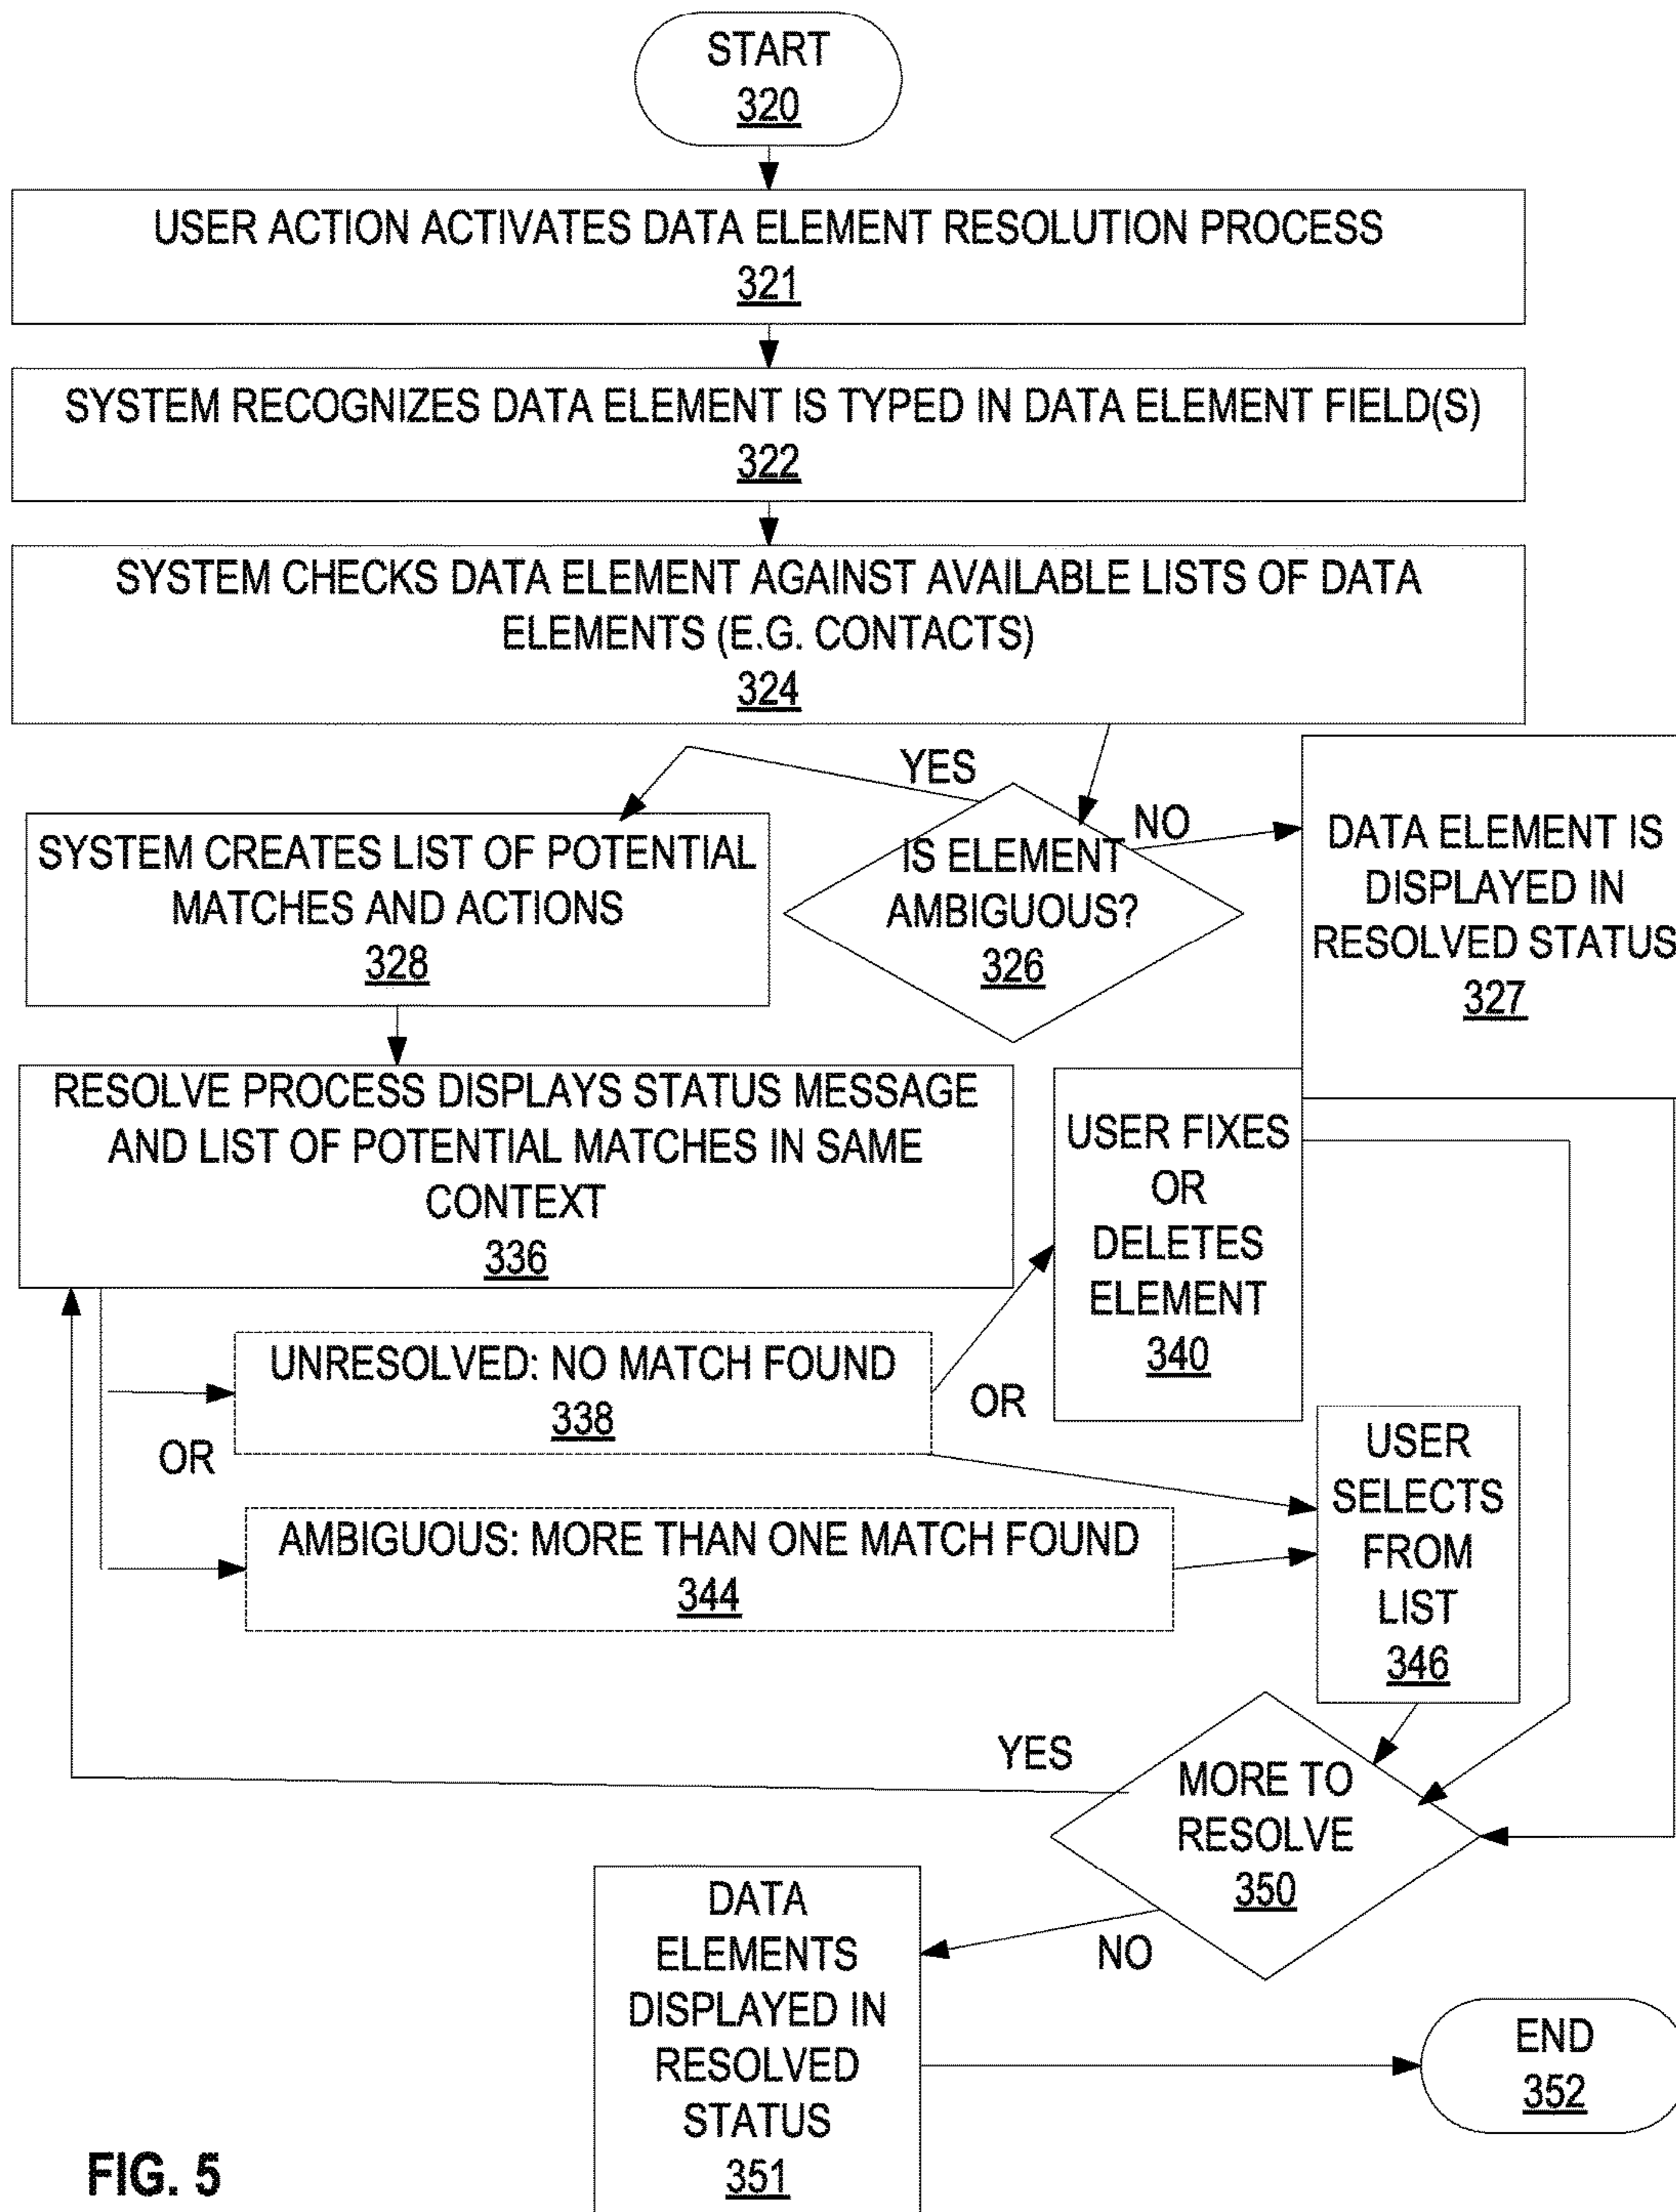 START
320
USER ACTION ACTIVATES DATA ELEMENT RESOLUTION PROCESS
321
SYSTEM RECOGNIZES DATA ELEMENT IS TYPED IN DATA ELEMENT FIELD(S)
322
SYSTEM CHECKS DATA ELEMENT AGAINST AVAILABLE LISTS OF DATA
ELEMENTS (E.G. CONTACTS)
324
YES
IS ELEMENT
AMBIGUOUS?
326
NO
DATA ELEMENT IS
DISPLAYED IN
RESOLVED STATUS
327
SYSTEM CREATES LIST OF POTENTIAL
MATCHES AND ACTIONS
328
RESOLVE PROCESS DISPLAYS STATUS MESSAGE
AND LIST OF POTENTIAL MATCHES IN SAME
CONTEXT
336
USER FIXES
OR
DELETES
ELEMENT
340
UNRESOLVED: NO MATCH FOUND
338
OR
OR
AMBIGUOUS: MORE THAN ONE MATCH FOUND
344
USER
SELECTS
FROM
LIST
346
YES
MORE TO
RESOLVE
350
NO
DATA
ELEMENTS
DISPLAYED IN
RESOLVED
STATUS
351
END
352
FIG. 5